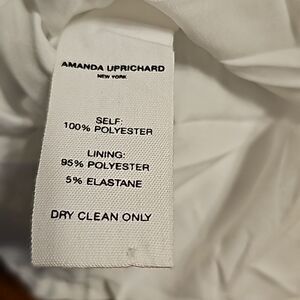 AMANDA UPRICHARD
NEW YORK
SELF:
100% POLYESTER
LINING:
95% POLYESTER
5% ELASTANE
DRY CLEAN ONLY